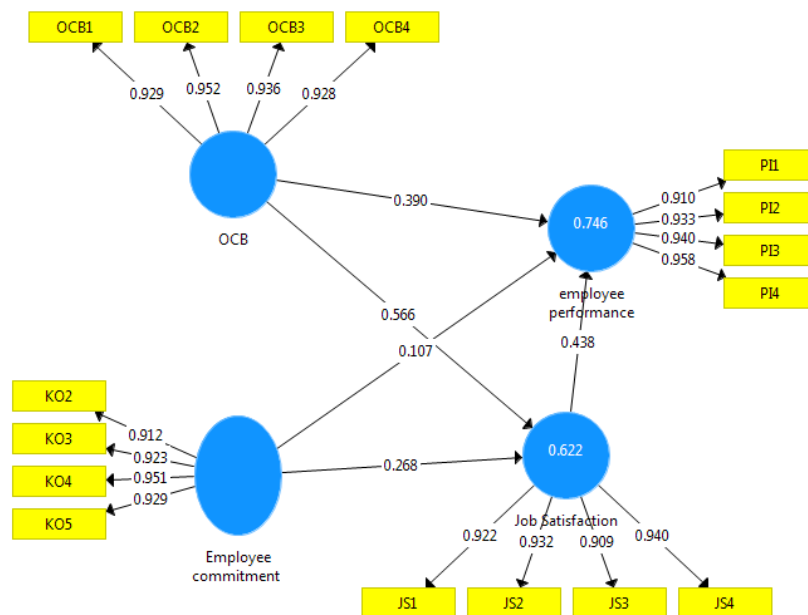 OCB1 OCB2 OCB3 OCB4
0.929 0.952 0.936 0.928
OCB
0.390
0.566
0.107
0.746
employee
performance
0.910
0.933
0.940
0.958
PI1
PI2
PI3
PI4
0.438
KO2
KO3
KO4
KO5
0.912
0.923
0.951
0.929
Employee
commitment
0.268
0.622
Job Satisfaction
0.922 0.932 0.909 0.940
JS1 JS2 JS3 JS4